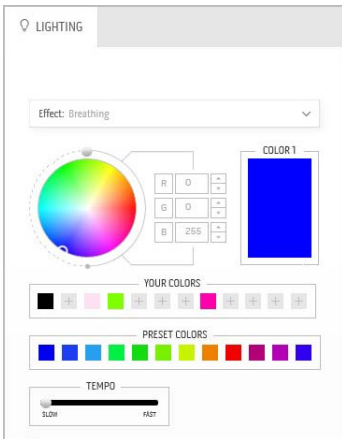 LIGHTING
Effect: Breathing
COLOR 1
R 0
G 0
B 255
YOUR COLORS
PRESET COLORS
TEMPO
SLOW FAST